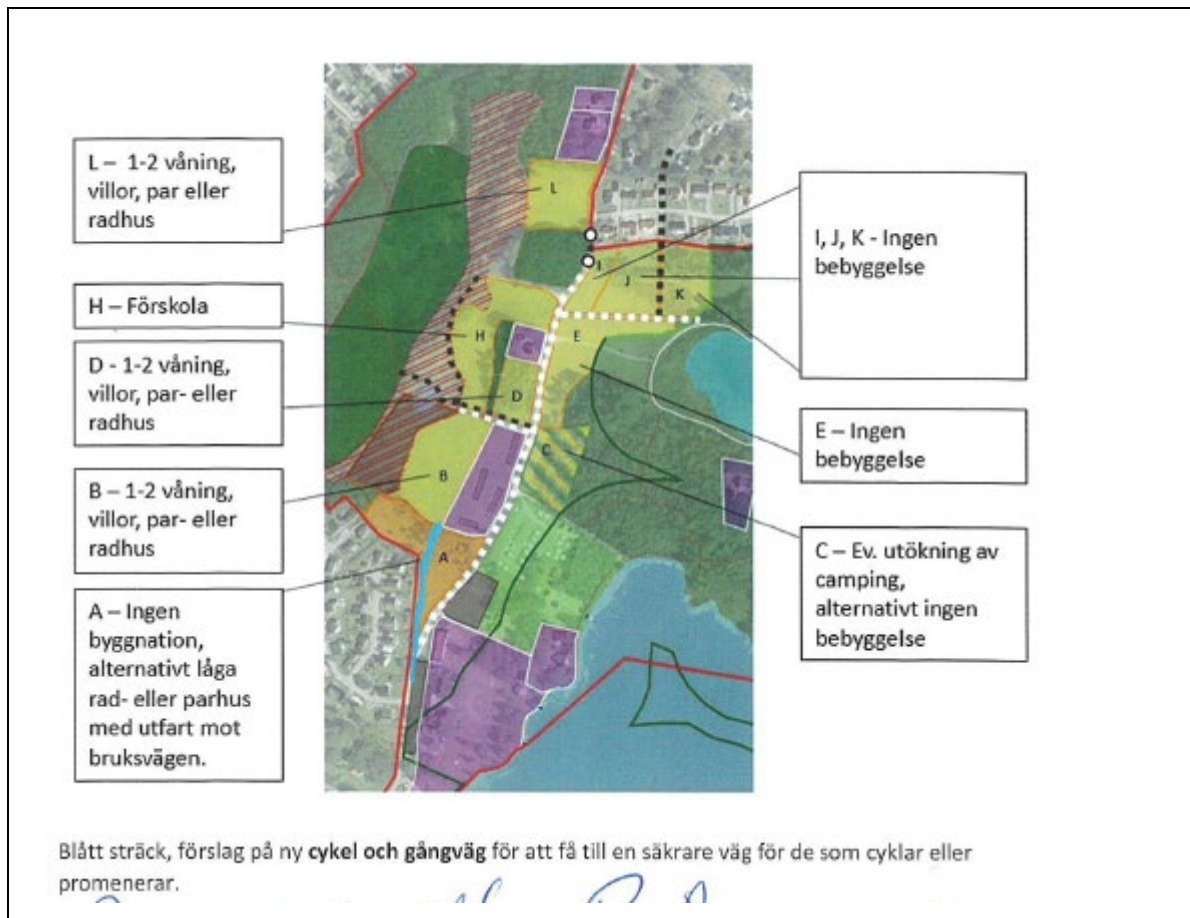 L – 1-2 våning,
villor, par eller
radhus
H – Förskola
D - 1-2 våning,
villor, par- eller
radhus
B – 1-2 våning,
villor, par- eller
radhus
A – Ingen
byggnation,
alternativt låga
rad- eller parhus
med utfart mot
bruksvägen.
L
I
J
K
H
E
D
C
B
A
I, J, K - Ingen
bebyggelse
E – Ingen
bebyggelse
C – Ev. utökning av
camping,
alternativt ingen
bebyggelse
Blått sträck, förslag på ny cykel och gångväg för att få till en säkrare väg för de som cyklar eller
promenerar.